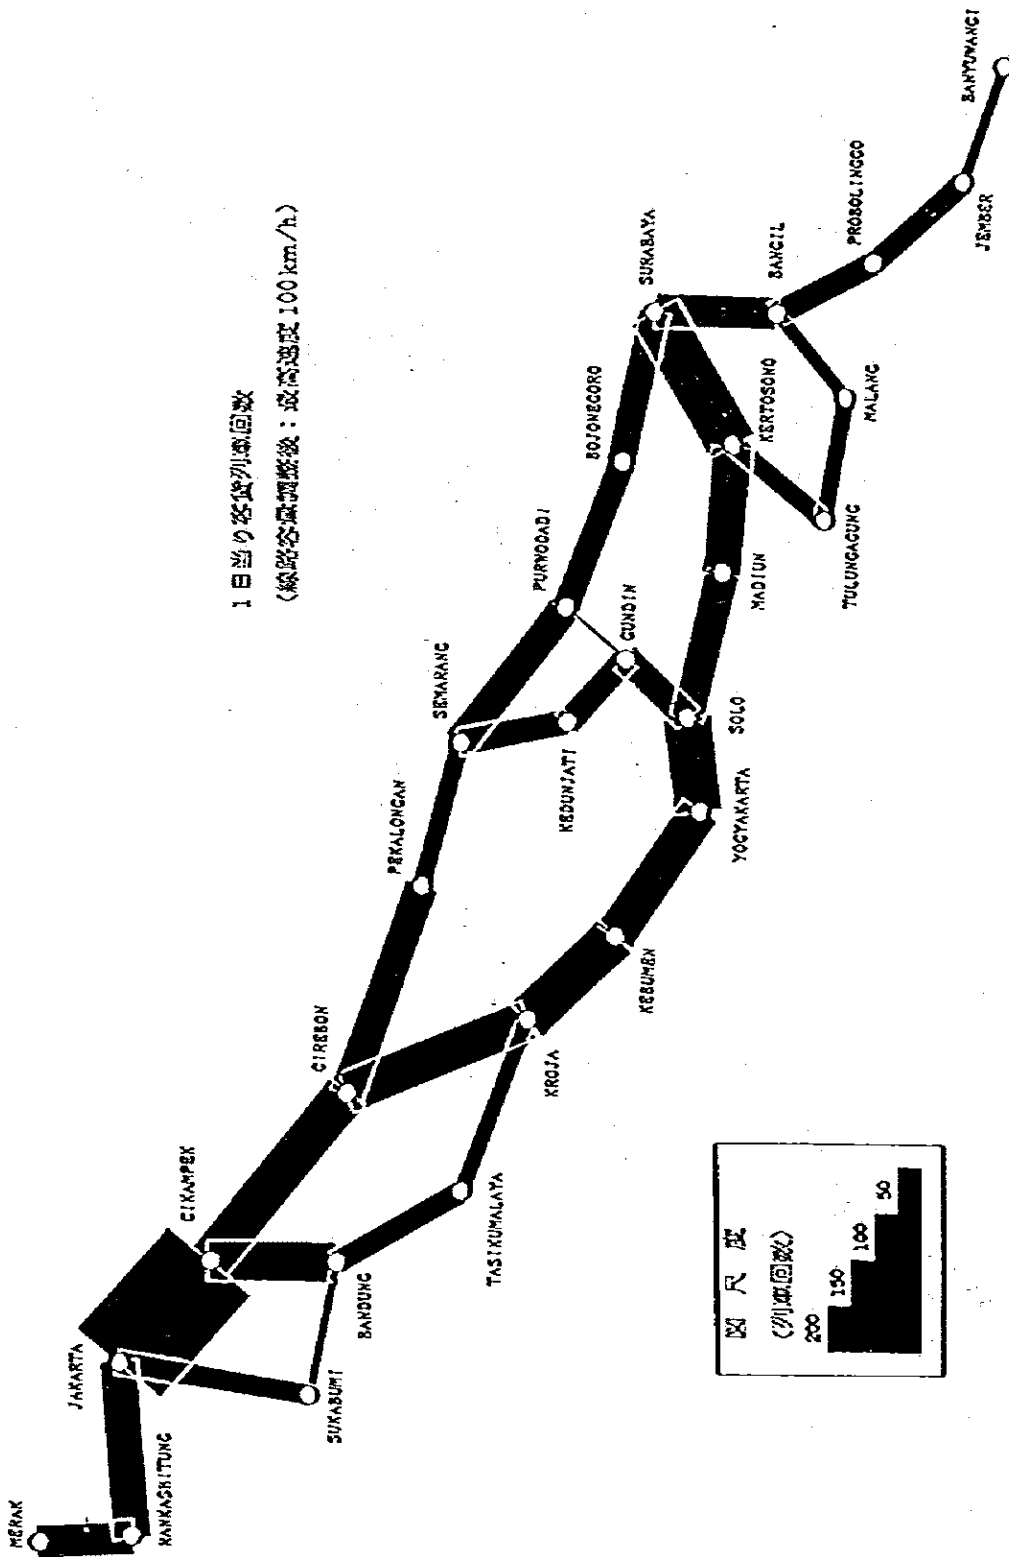 1日当り客貨列車回数
(線路容量調整後：最高速度100km/h)
MERAK
RANKASBITUNG
JAKARTA
SUKABUMI
CIKAMPEK
BANDUNG
CIREBON
TASIKUMALAYA
KROJA
PEKALONGAN
KEBUMEN
SEMARANG
KEDUNJATI
YOGYAKARTA
SOLO
GUNDIN
PURWODADI
MADIUN
BOJONEGORO
TULUNGAGUNG
KERTOSONO
MALANG
SURABAYA
BANGIL
PROBOLINGGO
JEMBER
BANYUWANGI
図 尺 度
(列車回数)
200
150
100
50